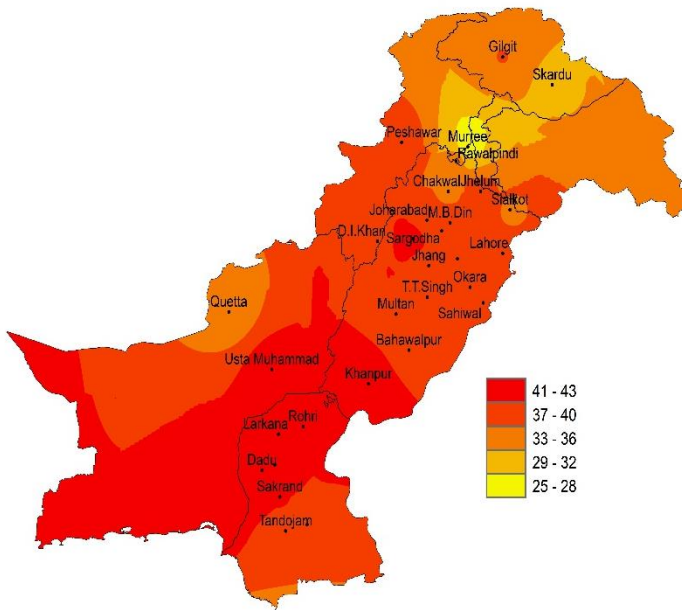 Gilgit
Skardu
Peshawar
Murree
Rawalpindi
Chakwal
Jhelum
Sialkot
Joharabad
M.B.Din
D.I.Khan
Sargodha
Lahore
Jhang
Okara
T.T.Singh
Quetta
Multan
Sahiwal
Bahawalpur
Usta Muhammad
Khanpur
41 - 43
37 - 40
33 - 36
29 - 32
25 - 28
Rohri
Larkana
Dadu
Sakrand
Tandojam